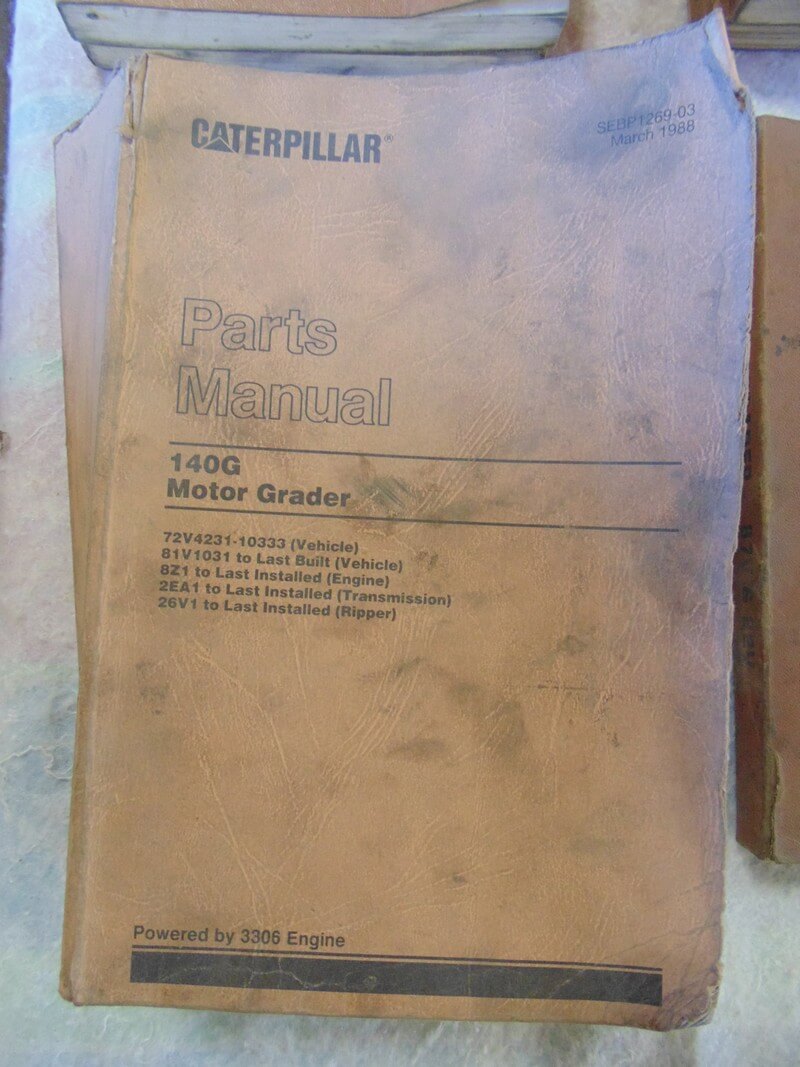 CATERPILLAR®
SEBP1269-03
March 1988
Parts
Manual
140G
Motor Grader
72V4231-10333 (Vehicle)
81V1031 to Last Built (Vehicle)
8Z1 to Last Installed (Engine)
2EA1 to Last Installed (Transmission)
26V1 to Last Installed (Ripper)
Powered by 3306 Engine